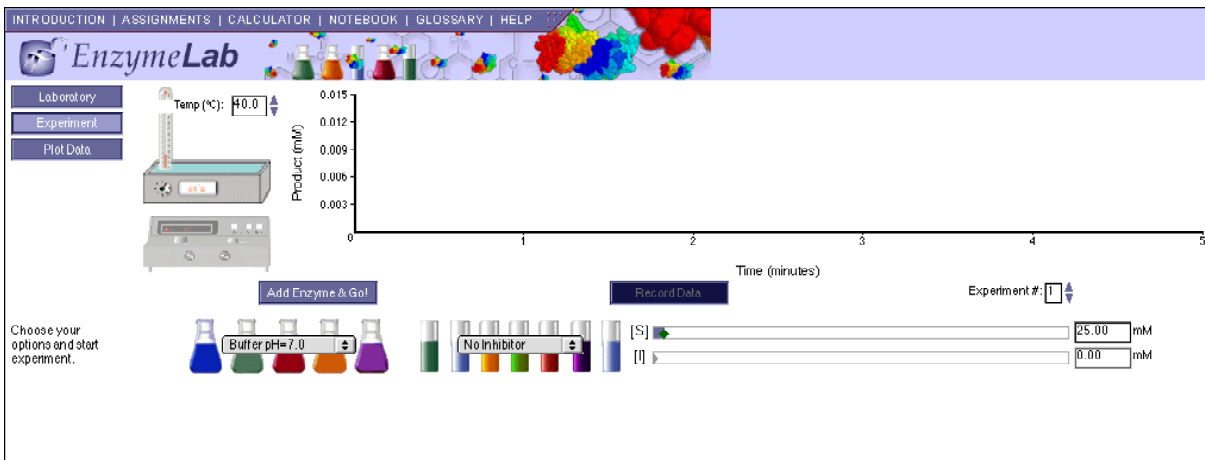 INTRODUCTION | ASSIGNMENTS | CALCULATOR | NOTEBOOK | GLOSSARY | HELP
EnzymeLab
Laboratory
Experiment
Plot Data
Temp (°C): 40.0
Product (mM)
0.015
0.012
0.009
0.006
0.003
0 1 2 3 4 5
Time (minutes)
Add Enzyme & Go!
Record Data
Experiment #: 1
Choose your
options and start
experiment.
Buffer pH=7.0
No Inhibitor
[S] 25.00 mM
[I] 0.00 mM